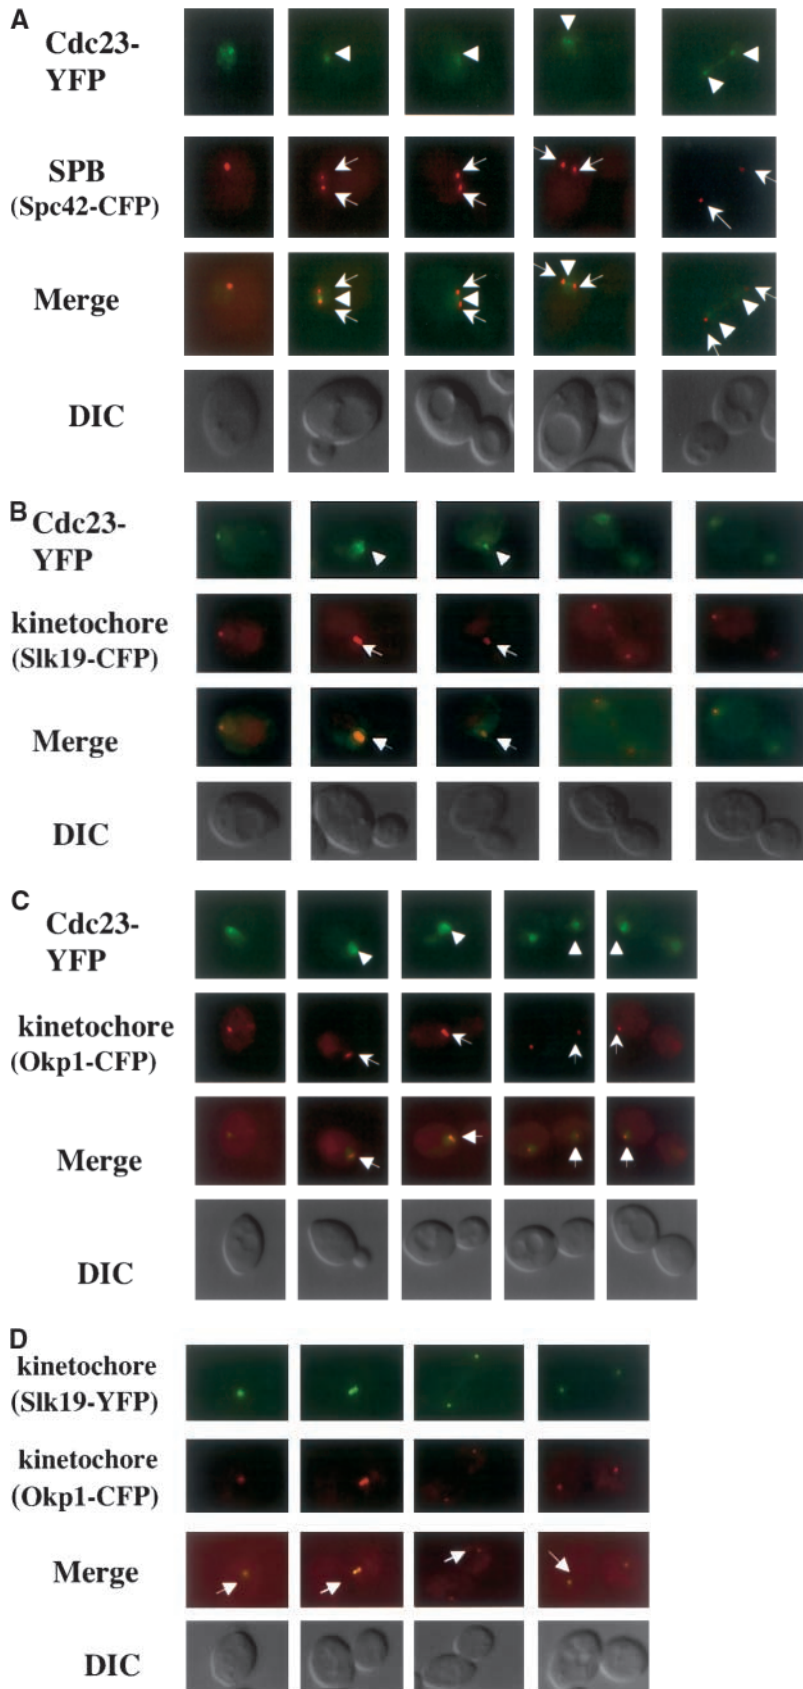 A
Cdc23-
YFP
SPB
(Spc42-CFP)
Merge
DIC
B
Cdc23-
YFP
kinetochore
(Slk19-CFP)
Merge
DIC
C
Cdc23-
YFP
kinetochore
(Okp1-CFP)
Merge
DIC
D
kinetochore
(Slk19-YFP)
kinetochore
(Okp1-CFP)
Merge
DIC